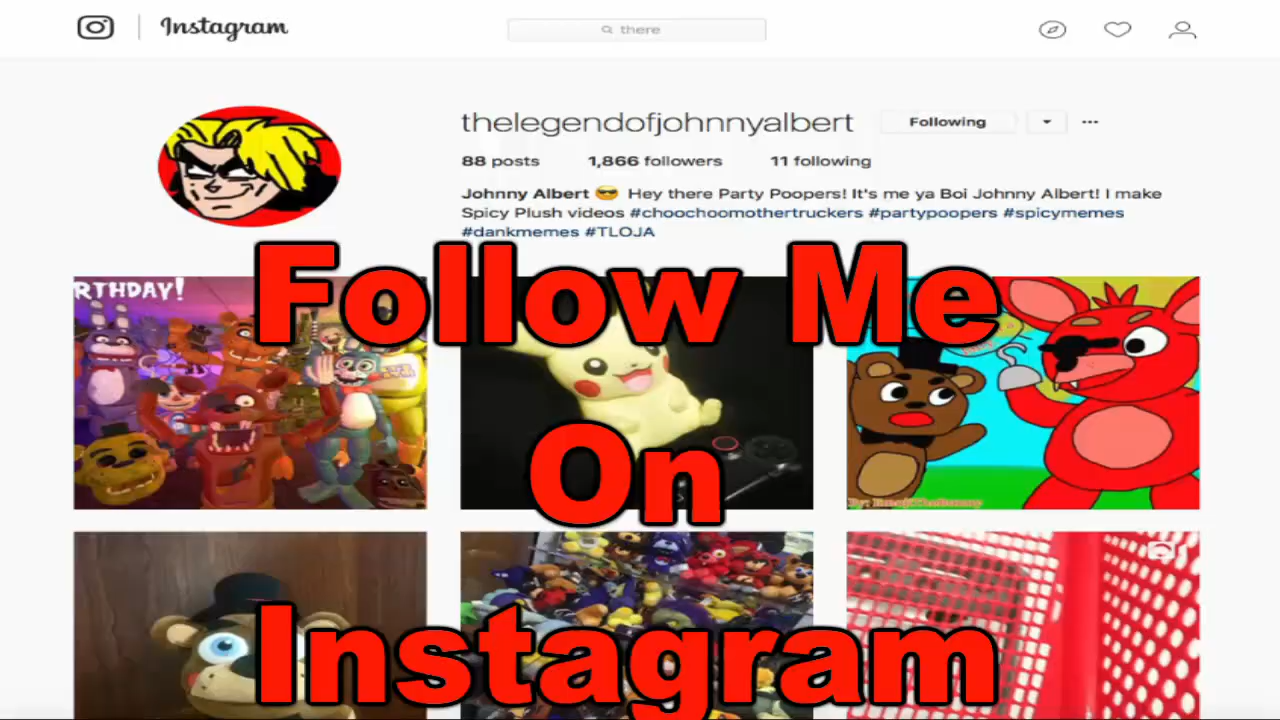 Instagram
there
thelegendofjohnnyalbert Following
88 posts 1,866 followers 11 following
Johnny Albert 😎 Hey there Party Poopers! It's me ya Boi Johnny Albert! I make
Spicy Plush videos #choochoomothertruckers #partypoopers #spicymemes
#dankmemes #TLOJA
RTHDAY!
Follow Me
On
Instagram